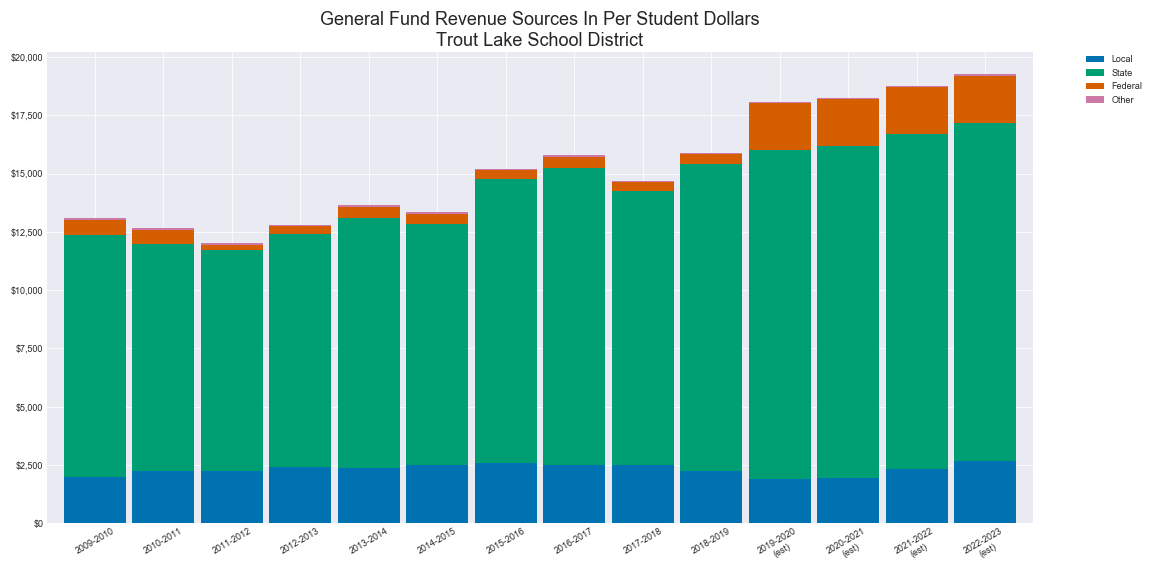 General Fund Revenue Sources In Per Student Dollars
Trout Lake School District
$20,000
$17,500
$15,000
$12,500
$10,000
$7,500
$5,000
$2,500
$0
Local
State
Federal
Other
2009-2010
2010-2011
2011-2012
2012-2013
2013-2014
2014-2015
2015-2016
2016-2017
2017-2018
2018-2019
2019-2020
(est)
2020-2021
(est)
2021-2022
(est)
2022-2023
(est)